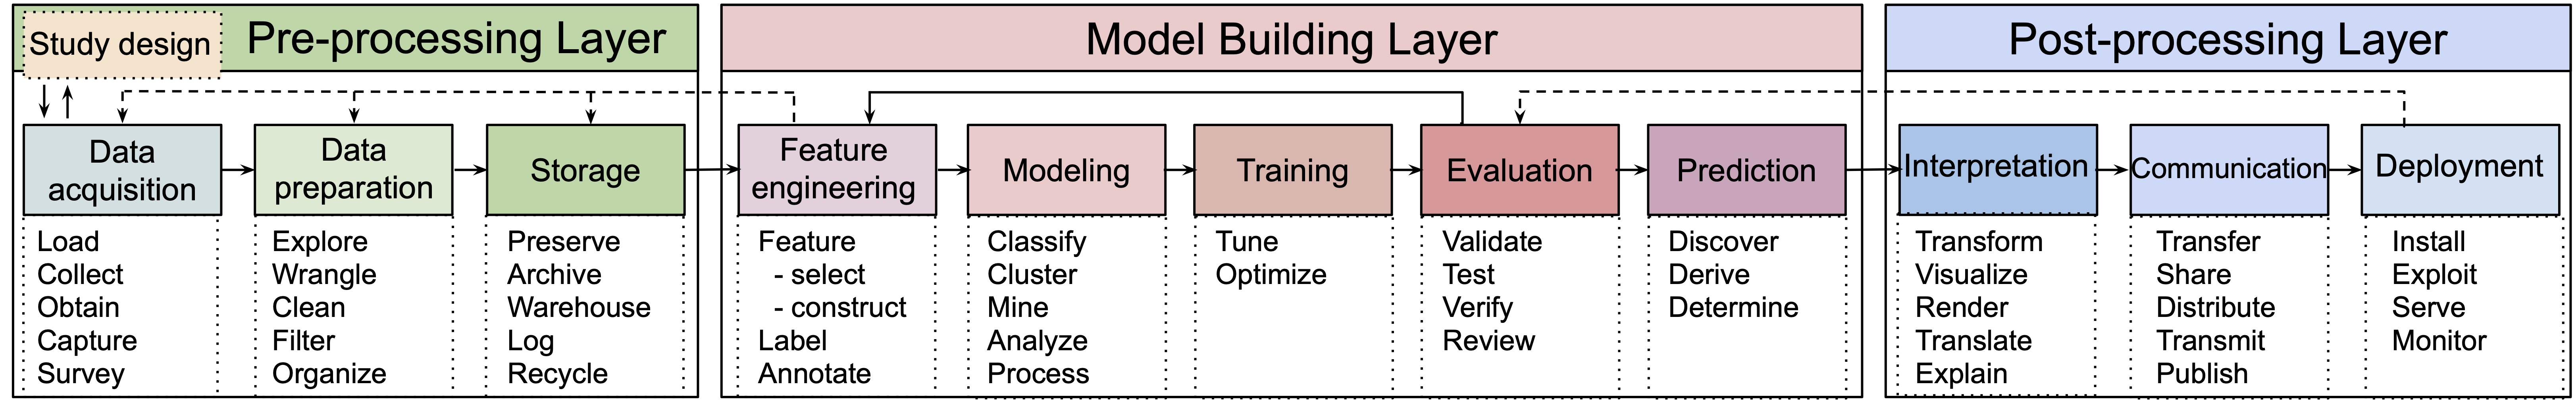 Study design
Pre-processing Layer
Model Building Layer
Post-processing Layer
Data
acquisition
Load
Collect
Obtain
Capture
Survey
Data
preparation
Explore
Wrangle
Clean
Filter
Organize
Storage
Preserve
Archive
Warehouse
Log
Recycle
Feature
engineering
Feature
- select
- construct
Label
Annotate
Modeling
Classify
Cluster
Mine
Analyze
Process
Training
Tune
Optimize
Evaluation
Validate
Test
Verify
Review
Prediction
Discover
Derive
Determine
Interpretation
Transform
Visualize
Render
Translate
Explain
Communication
Transfer
Share
Distribute
Transmit
Publish
Deployment
Install
Exploit
Serve
Monitor